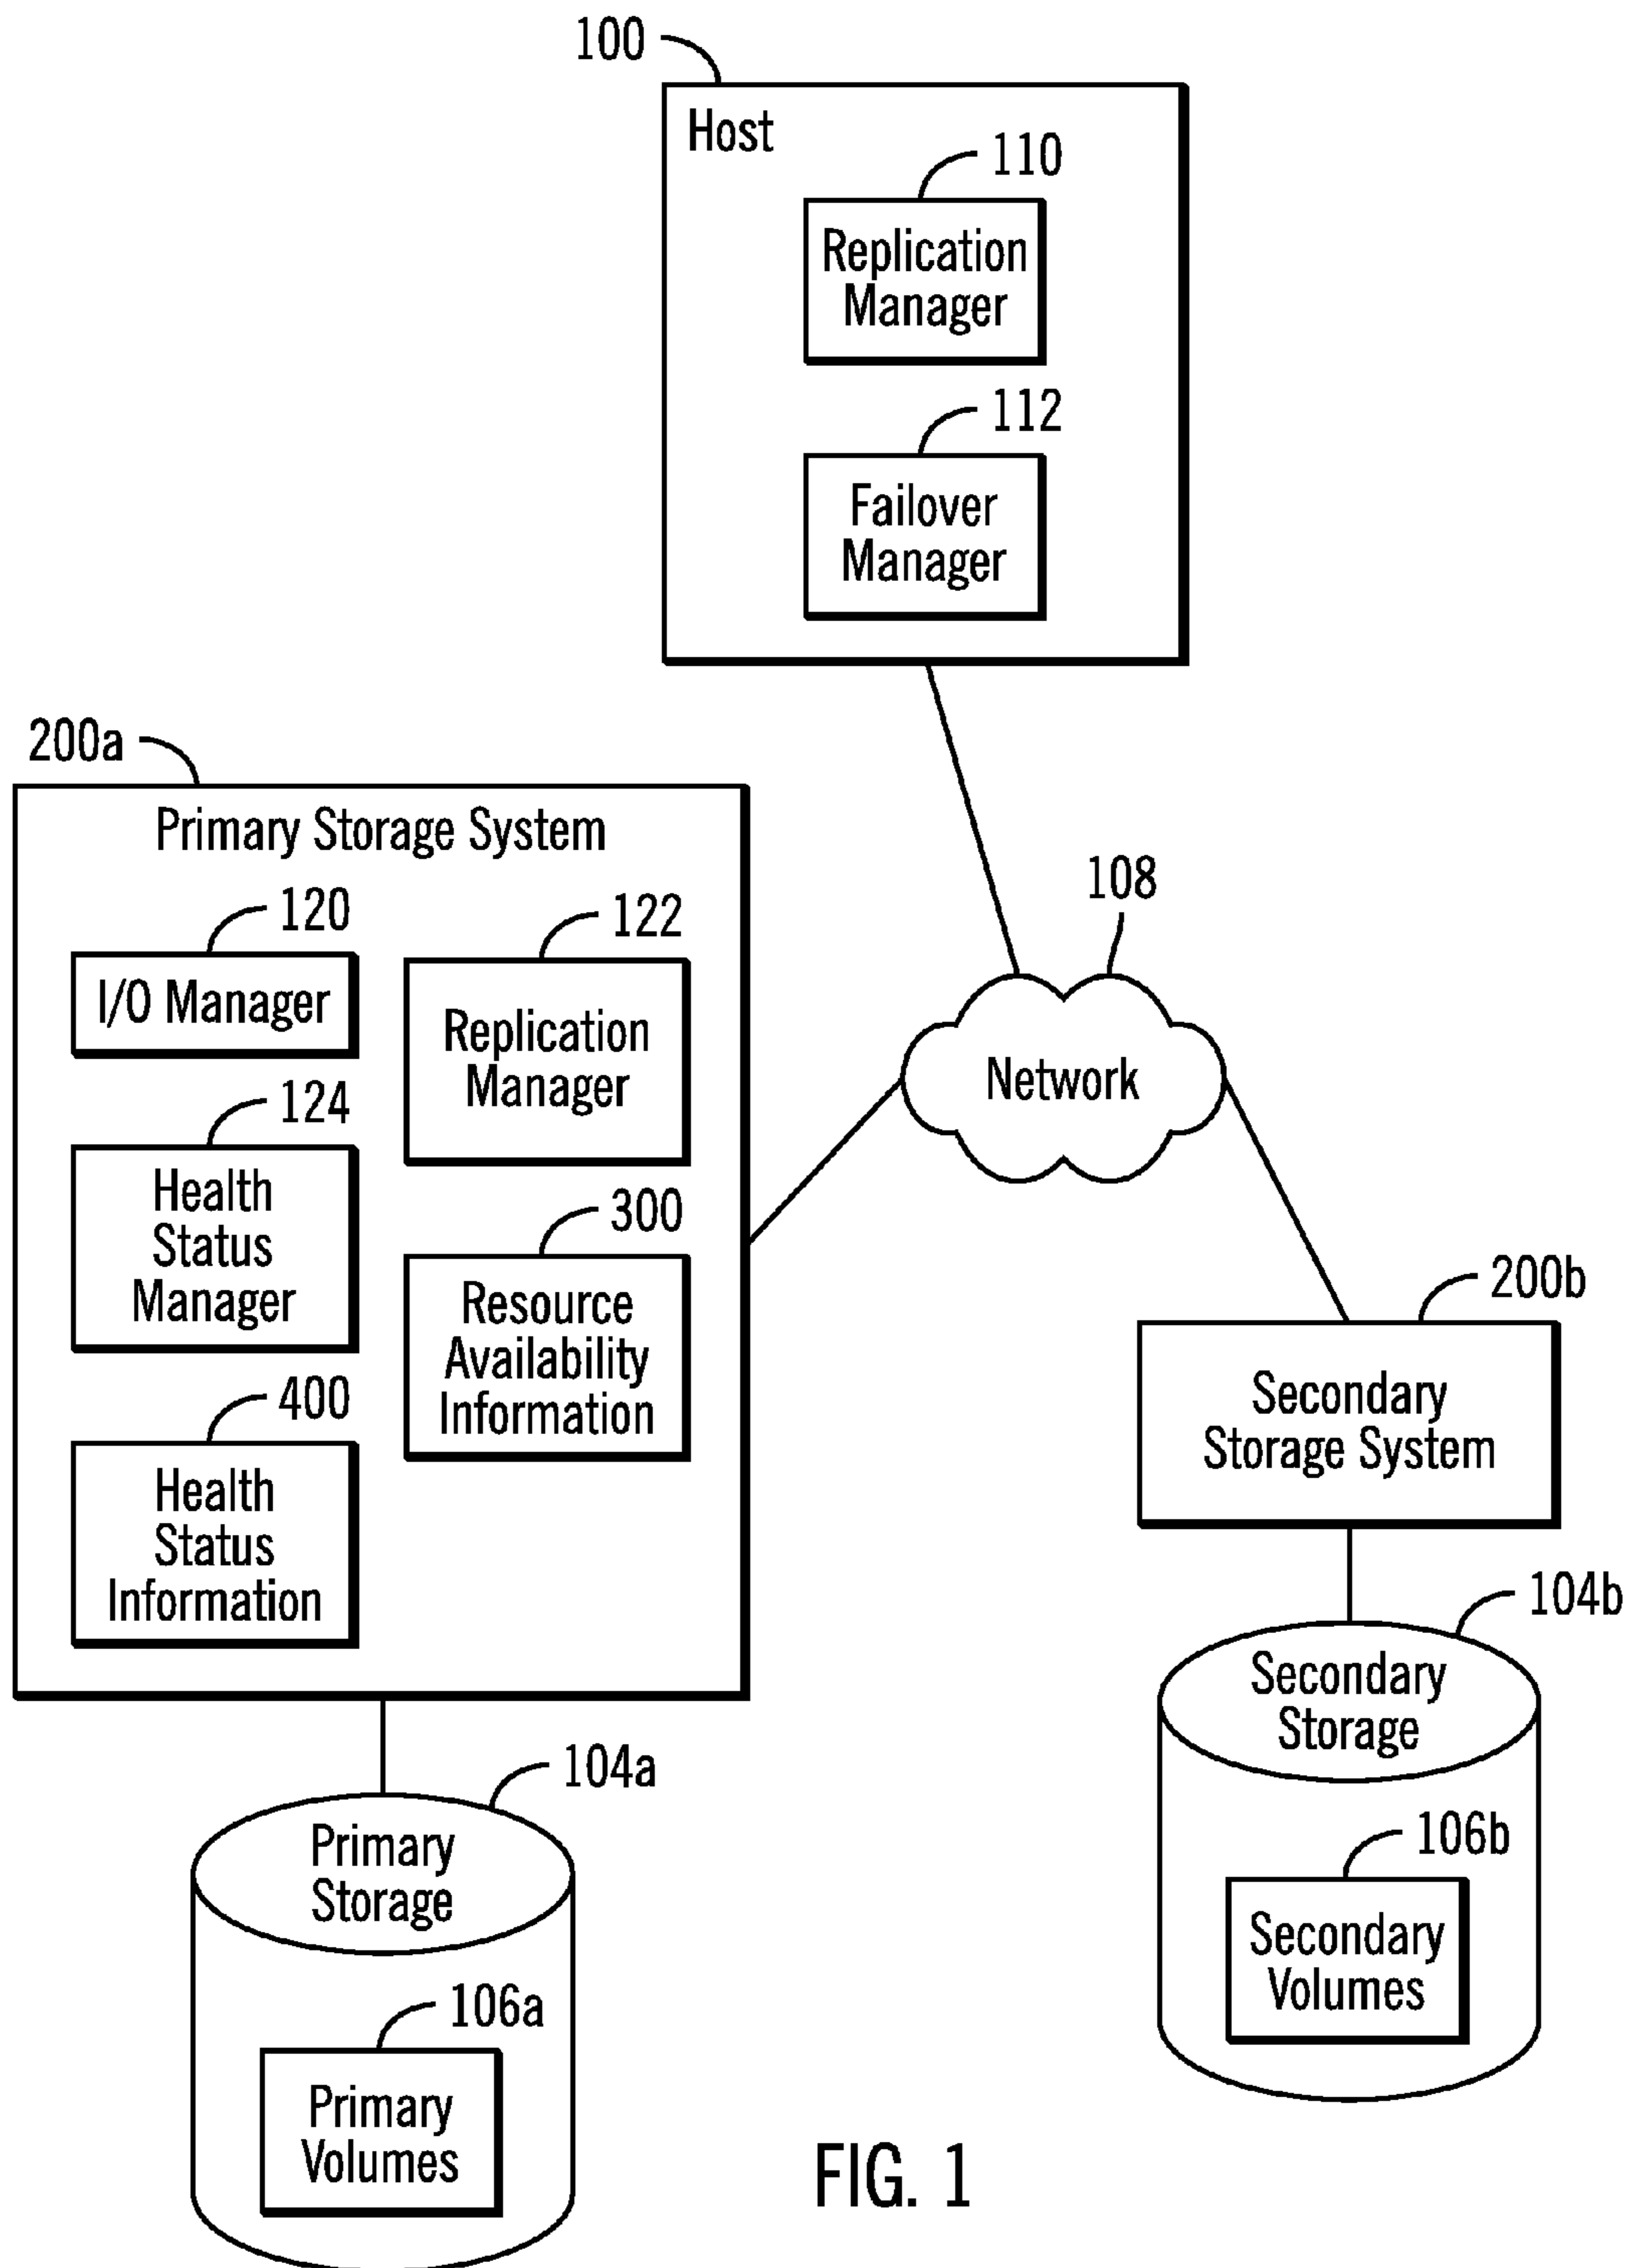 100
Host
110
Replication
Manager
112
Failover
Manager
200a
Primary Storage System
120
I/O Manager
122
Replication
Manager
124
Health
Status
Manager
300
Resource
Availability
Information
400
Health
Status
Information
108
Network
200b
Secondary
Storage System
104b
Secondary
Storage
106b
Secondary
Volumes
104a
Primary
Storage
106a
Primary
Volumes
FIG. 1